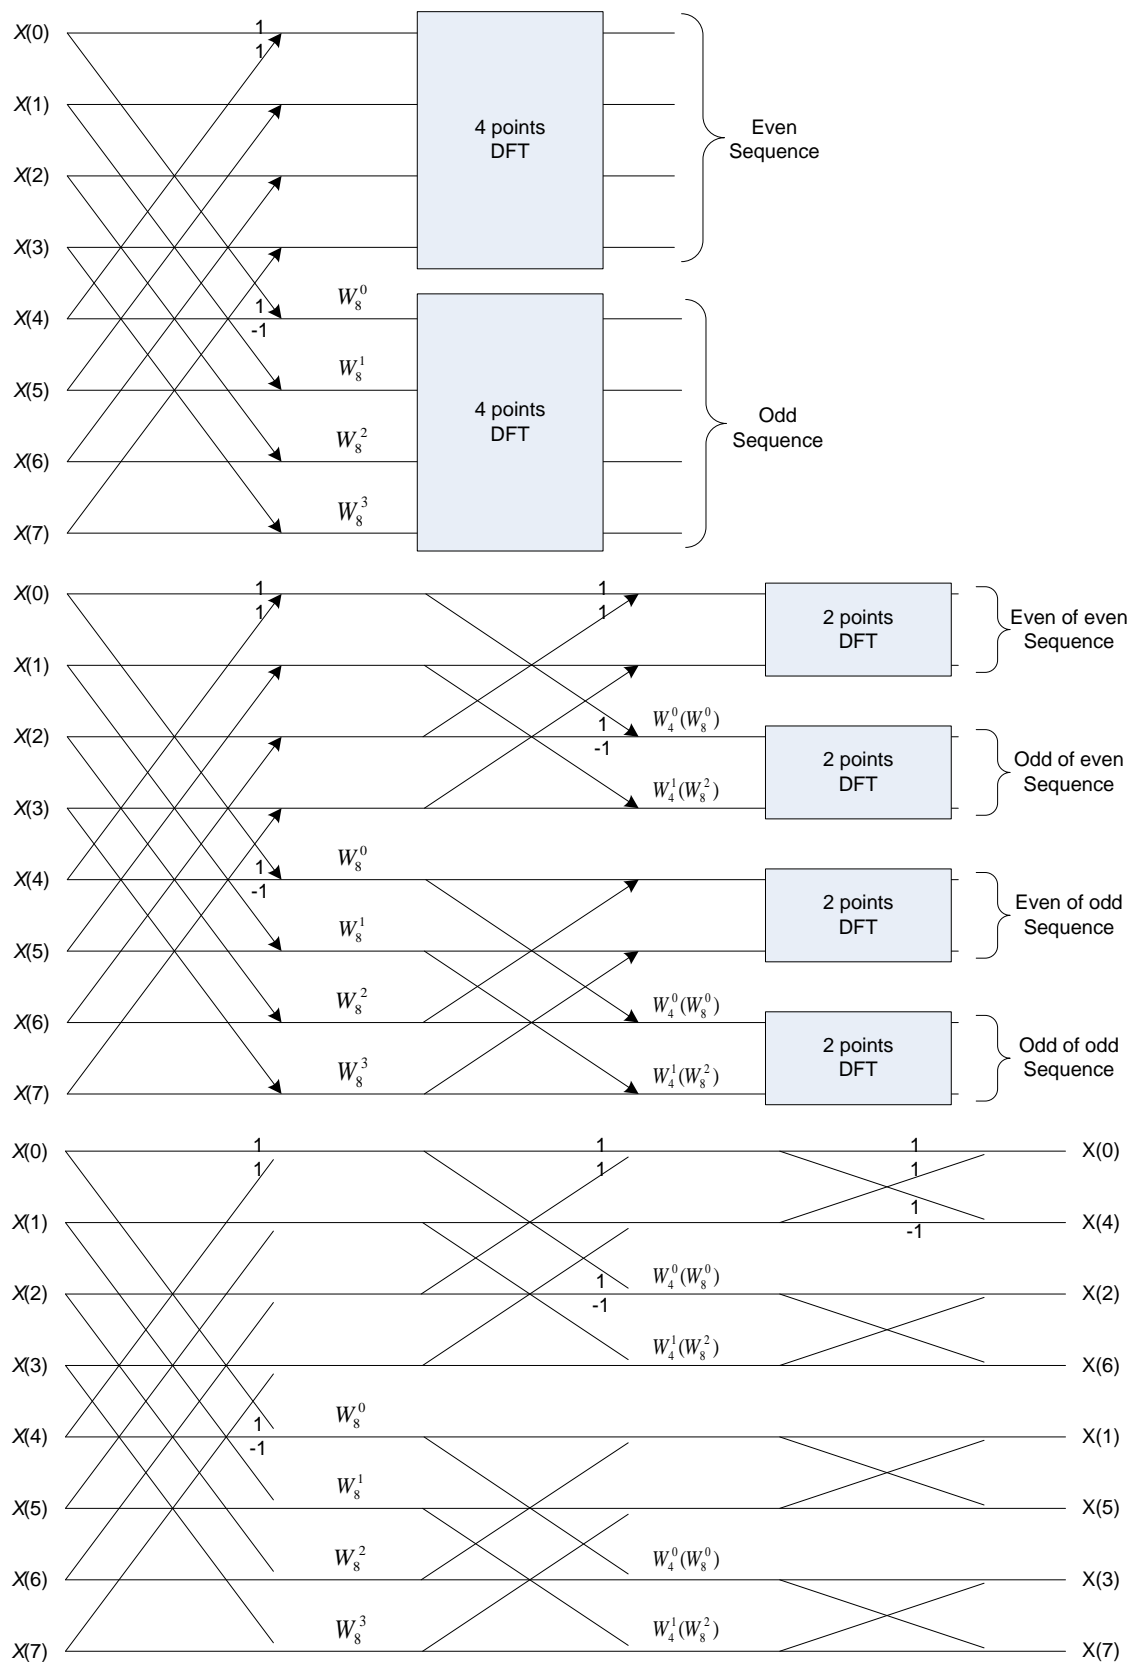 X(0)
1
1
X(1)
X(2)
X(3)
4 points
DFT
Even
Sequence
X(4)
1
-1
W_8^0
X(5)
W_8^1
X(6)
W_8^2
X(7)
W_8^3
4 points
DFT
Odd
Sequence
X(0)
1
1
1
1
2 points
DFT
Even of even
Sequence
X(1)
X(2)
1
-1
W_4^0(W_8^0)
2 points
DFT
Odd of even
Sequence
X(3)
W_4^1(W_8^2)
X(4)
1
-1
W_8^0
2 points
DFT
Even of odd
Sequence
X(5)
W_8^1
X(6)
W_8^2
W_4^0(W_8^0)
2 points
DFT
Odd of odd
Sequence
X(7)
W_8^3
W_4^1(W_8^2)
X(0)
1
1
1
1
1
1
X(0)
X(1)
1
-1
X(4)
X(2)
1
-1
W_4^0(W_8^0)
X(2)
X(3)
W_4^1(W_8^2)
X(6)
X(4)
1
-1
W_8^0
X(1)
X(5)
W_8^1
X(5)
X(6)
W_8^2
W_4^0(W_8^0)
X(3)
X(7)
W_8^3
W_4^1(W_8^2)
X(7)